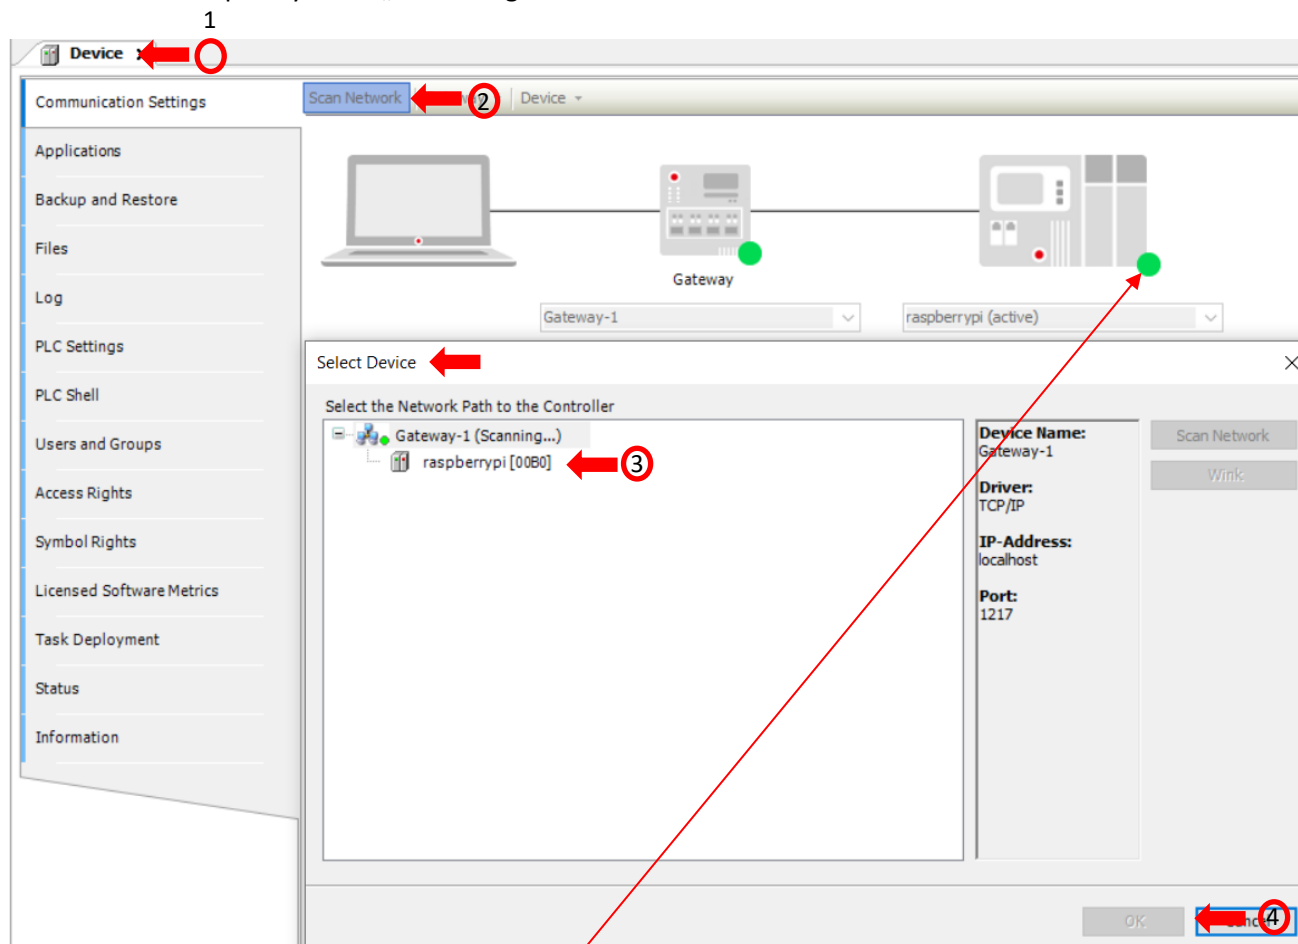 1
Device
Communication Settings
Scan Network
2
Device
Applications
Backup and Restore
Files
Gateway
Log
Gateway-1
raspberrypi (active)
PLC Settings
Select Device
PLC Shell
Select the Network Path to the Controller
Gateway-1 (Scanning...)
Device Name:
Gateway-1
Scan Network
Users and Groups
raspberrypi [00B0]
3
Wink
Driver:
TCP/IP
Access Rights
IP-Address:
localhost
Symbol Rights
Port:
1217
Licensed Software Metrics
Task Deployment
Status
Information
OK
4